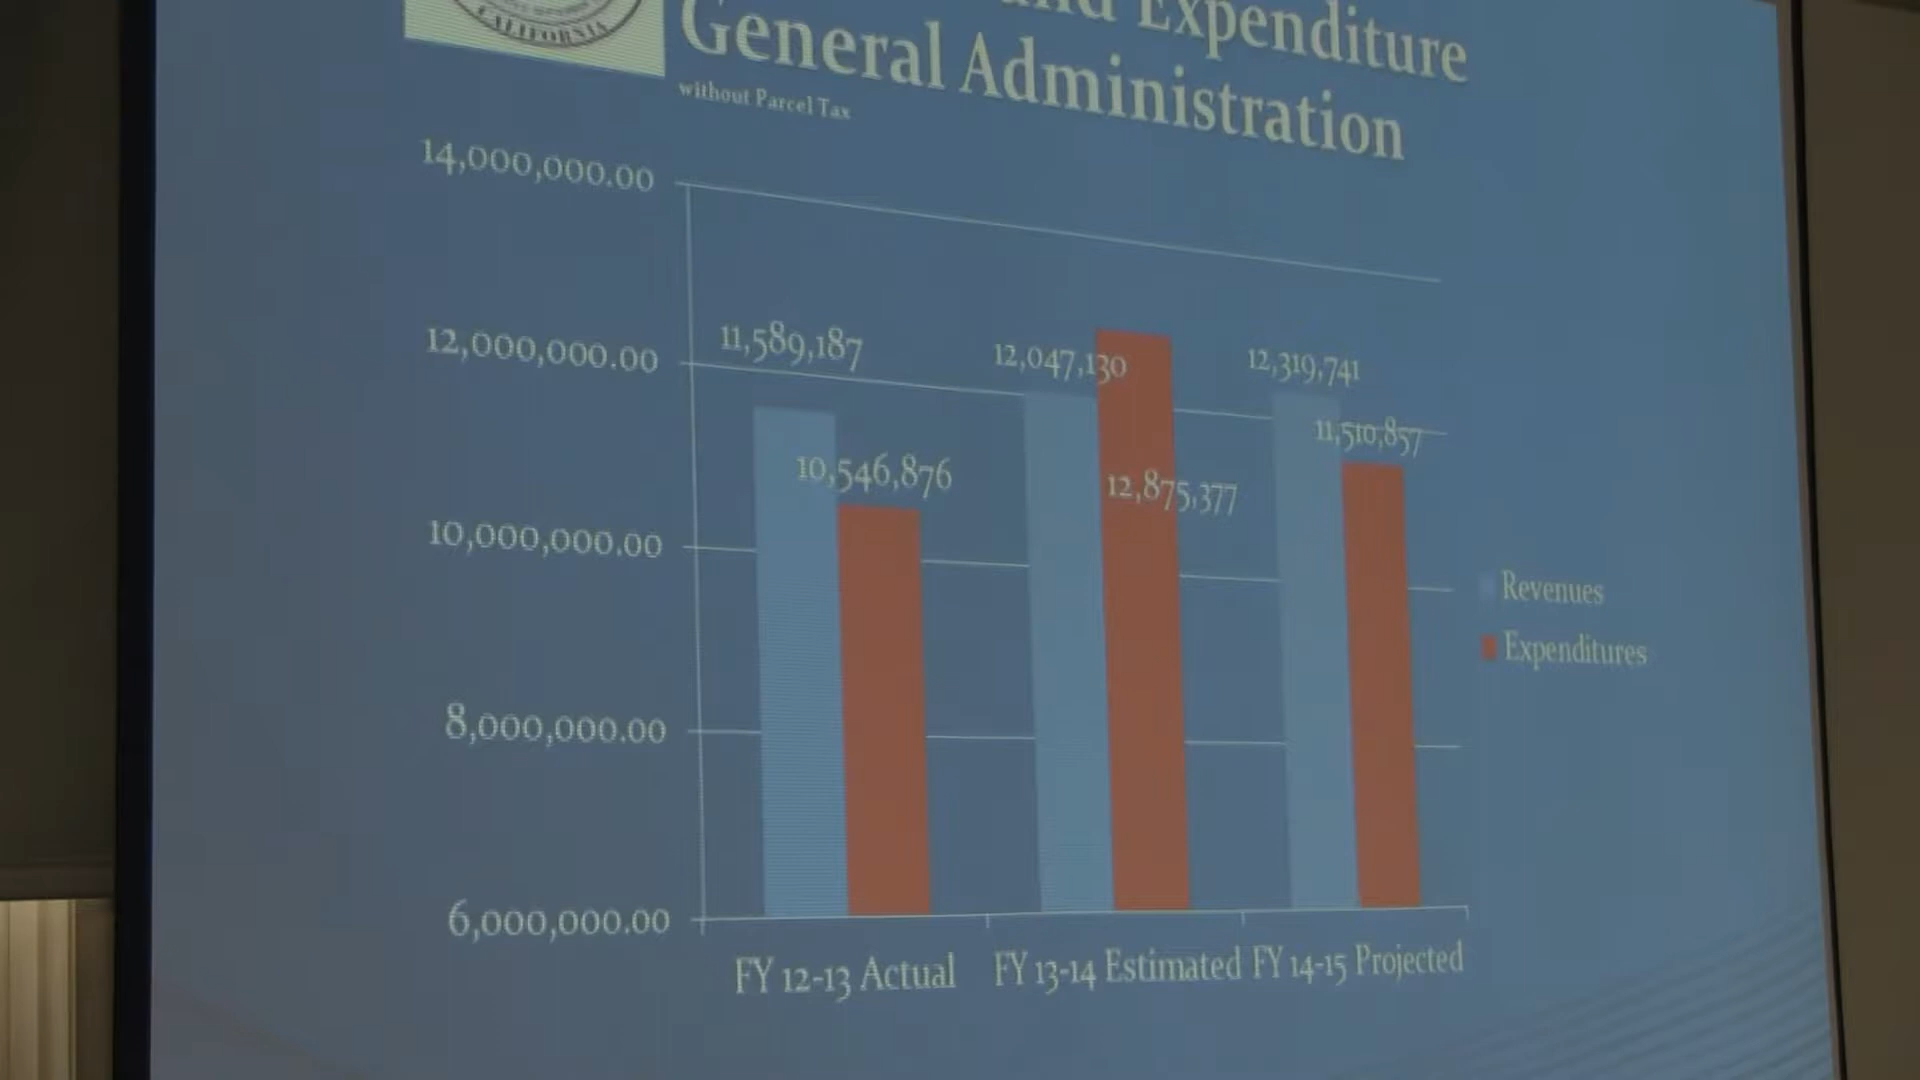 CALIFORNIA
Expenditure
General Administration
without Parcel Tax
14,000,000.00
12,000,000.00
10,000,000.00
8,000,000.00
6,000,000.00
11,589,187
10,546,876
12,047,130
12,875,377
12,319,741
11,510,857
Revenues
Expenditures
FY 12-13 Actual
FY 13-14 Estimated
FY 14-15 Projected